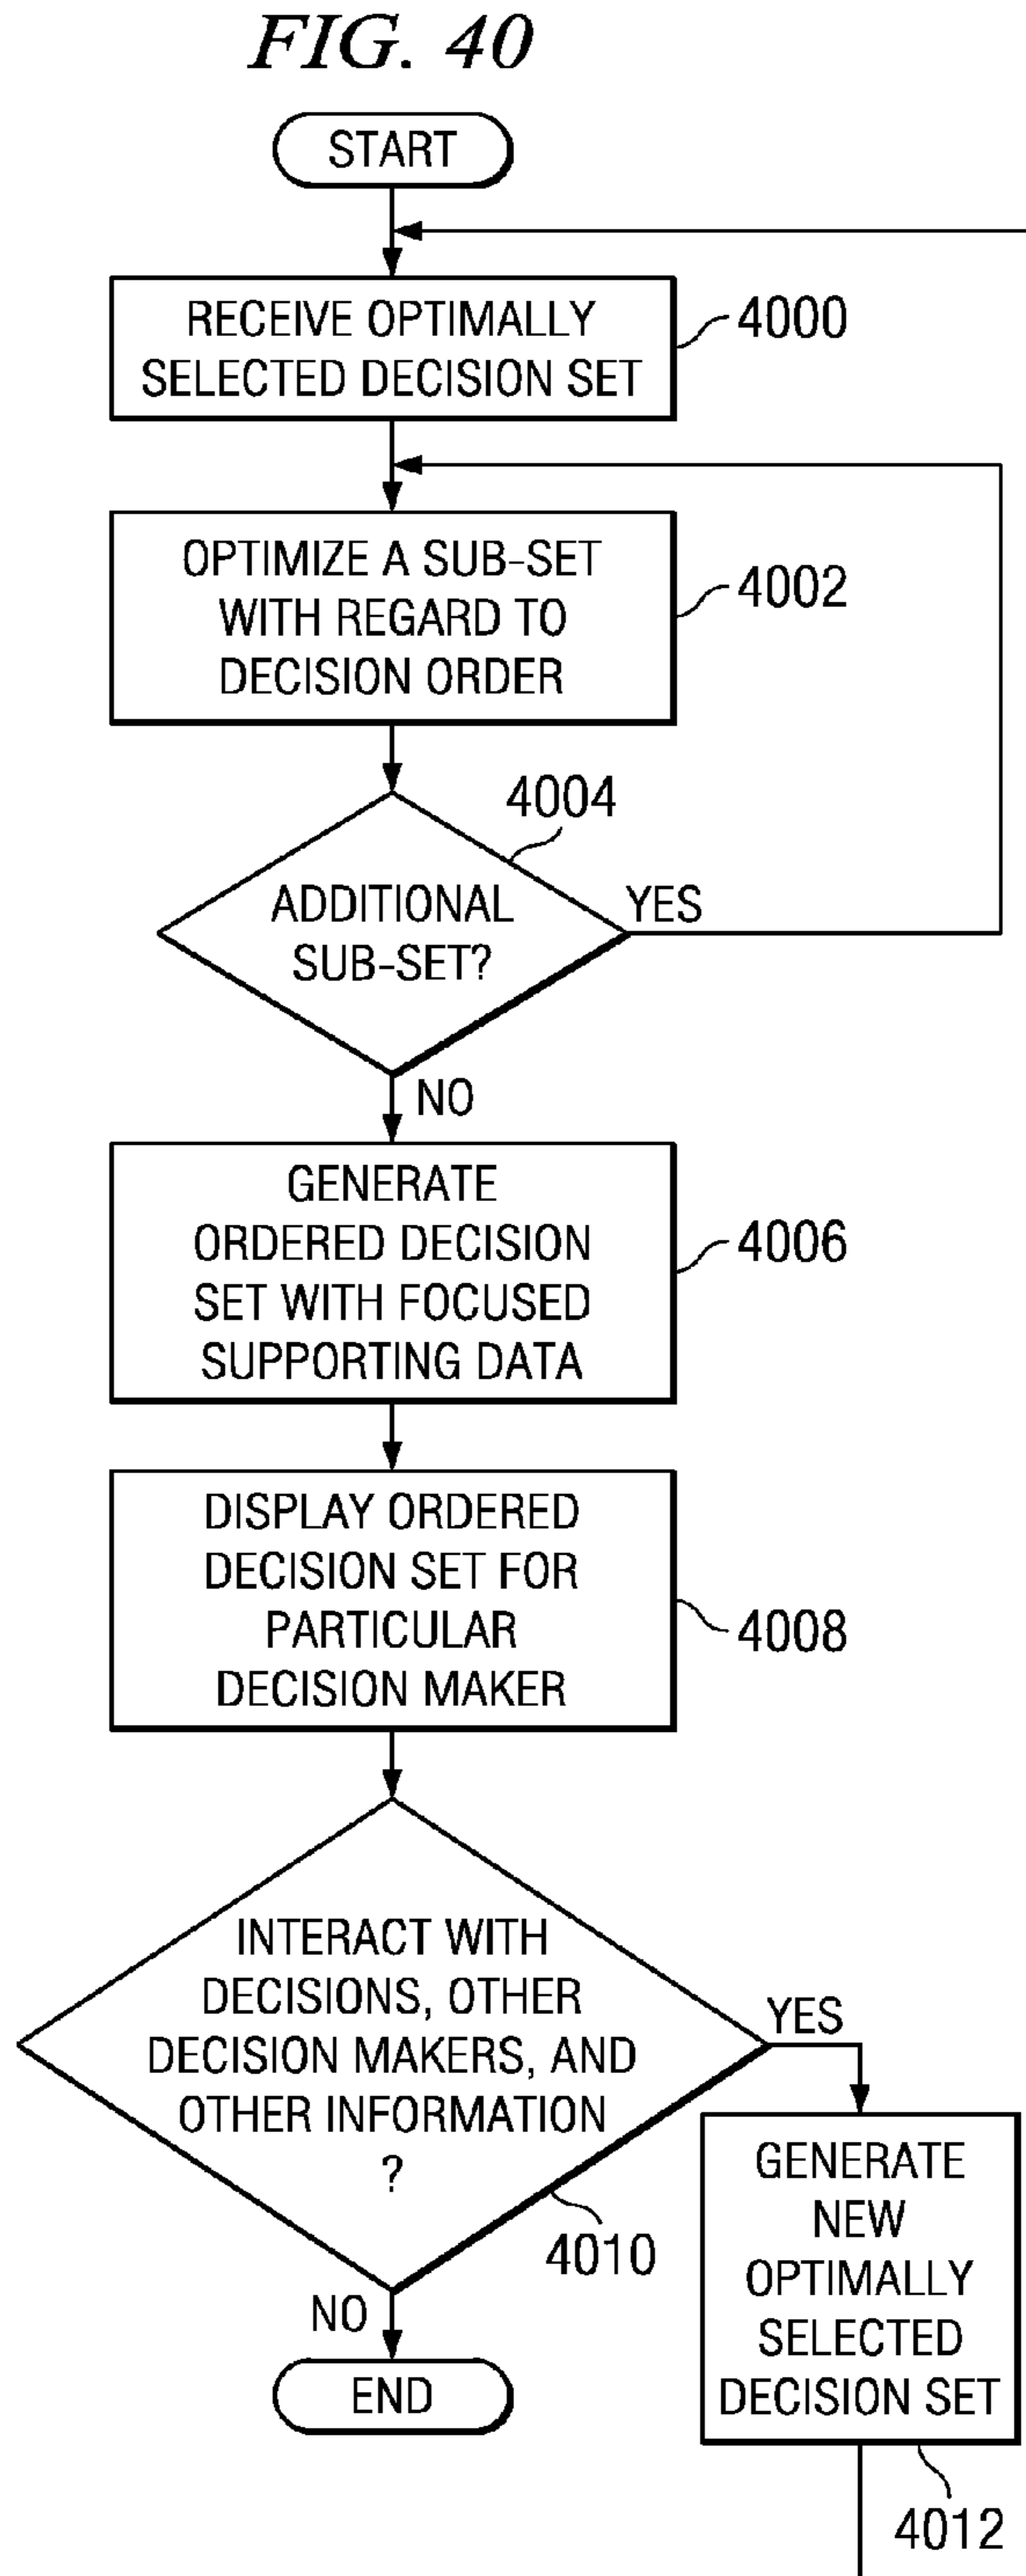 FIG. 40
START
RECEIVE OPTIMALLY
SELECTED DECISION SET
4000
OPTIMIZE A SUB-SET
WITH REGARD TO
DECISION ORDER
4002
4004
ADDITIONAL
SUB-SET?
YES
NO
GENERATE
ORDERED DECISION
SET WITH FOCUSED
SUPPORTING DATA
4006
DISPLAY ORDERED
DECISION SET FOR
PARTICULAR
DECISION MAKER
4008
INTERACT WITH
DECISIONS, OTHER
DECISION MAKERS, AND
OTHER INFORMATION
?
YES
4010
NO
END
GENERATE
NEW
OPTIMALLY
SELECTED
DECISION SET
4012